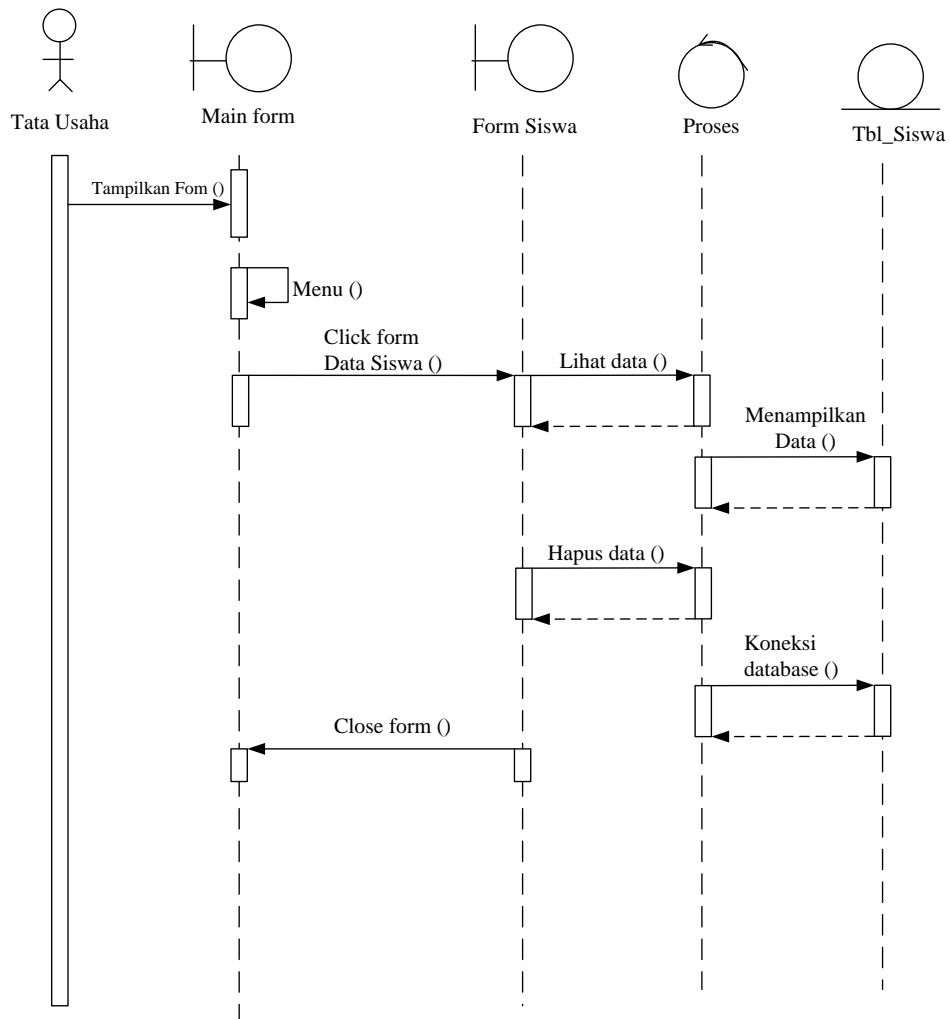 Tata Usaha
Main form
Form Siswa
Proses
Tbl_Siswa
Tampilkan Fom ()
Menu ()
Click form
Data Siswa ()
Lihat data ()
Menampilkan
Data ()
Hapus data ()
Koneksi
database ()
Close form ()